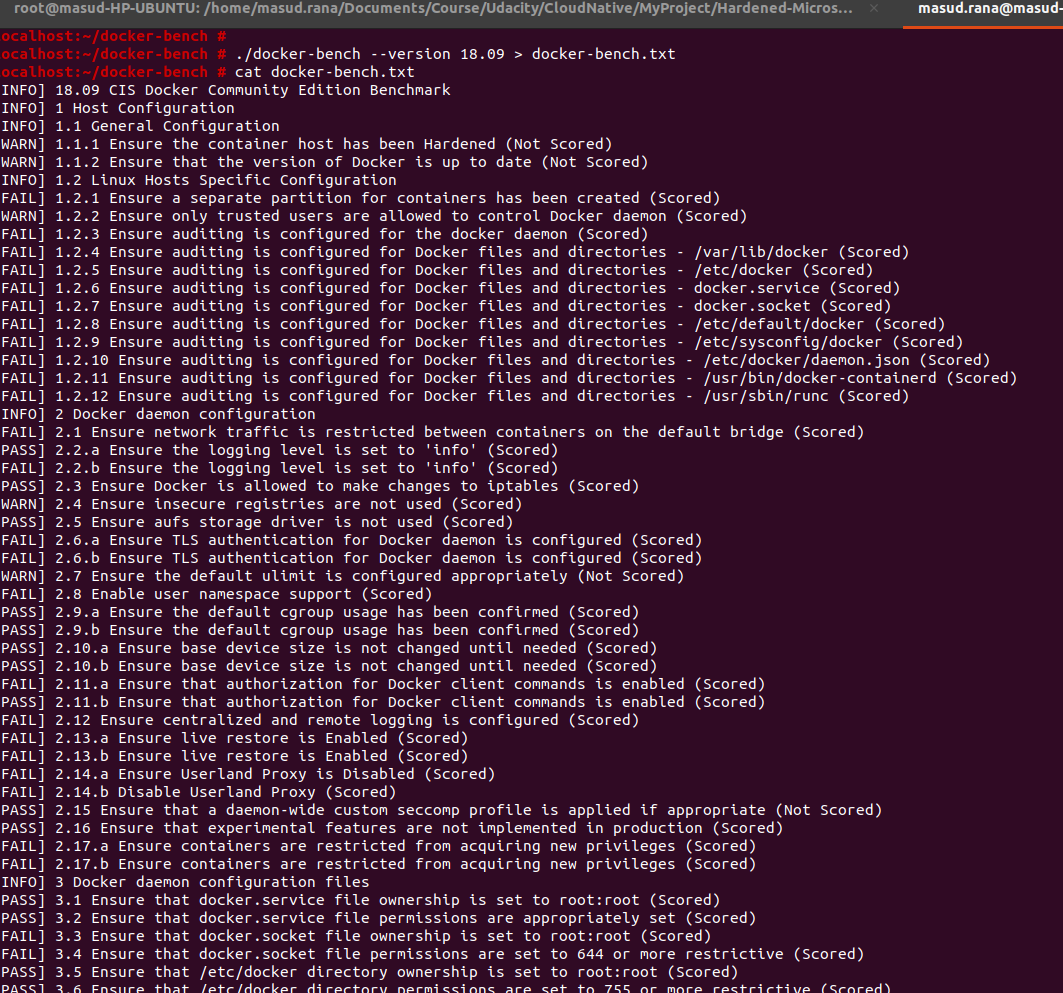 root@masud-HP-UBUNTU: /home/masud.rana/Documents/Course/Udacity/CloudNative/MyProject/Hardened-Micros... × masud.rana@masud-
ocalhost:~/docker-bench #
ocalhost:~/docker-bench # ./docker-bench --version 18.09 > docker-bench.txt
ocalhost:~/docker-bench # cat docker-bench.txt
INFO] 18.09 CIS Docker Community Edition Benchmark
INFO] 1 Host Configuration
INFO] 1.1 General Configuration
WARN] 1.1.1 Ensure the container host has been Hardened (Not Scored)
WARN] 1.1.2 Ensure that the version of Docker is up to date (Not Scored)
INFO] 1.2 Linux Hosts Specific Configuration
FAIL] 1.2.1 Ensure a separate partition for containers has been created (Scored)
WARN] 1.2.2 Ensure only trusted users are allowed to control Docker daemon (Scored)
FAIL] 1.2.3 Ensure auditing is configured for the docker daemon (Scored)
FAIL] 1.2.4 Ensure auditing is configured for Docker files and directories - /var/lib/docker (Scored)
FAIL] 1.2.5 Ensure auditing is configured for Docker files and directories - /etc/docker (Scored)
FAIL] 1.2.6 Ensure auditing is configured for Docker files and directories - docker.service (Scored)
FAIL] 1.2.7 Ensure auditing is configured for Docker files and directories - docker.socket (Scored)
FAIL] 1.2.8 Ensure auditing is configured for Docker files and directories - /etc/default/docker (Scored)
FAIL] 1.2.9 Ensure auditing is configured for Docker files and directories - /etc/sysconfig/docker (Scored)
FAIL] 1.2.10 Ensure auditing is configured for Docker files and directories - /etc/docker/daemon.json (Scored)
FAIL] 1.2.11 Ensure auditing is configured for Docker files and directories - /usr/bin/docker-containerd (Scored)
FAIL] 1.2.12 Ensure auditing is configured for Docker files and directories - /usr/sbin/runc (Scored)
INFO] 2 Docker daemon configuration
FAIL] 2.1 Ensure network traffic is restricted between containers on the default bridge (Scored)
PASS] 2.2.a Ensure the logging level is set to 'info' (Scored)
FAIL] 2.2.b Ensure the logging level is set to 'info' (Scored)
PASS] 2.3 Ensure Docker is allowed to make changes to iptables (Scored)
WARN] 2.4 Ensure insecure registries are not used (Scored)
PASS] 2.5 Ensure aufs storage driver is not used (Scored)
FAIL] 2.6.a Ensure TLS authentication for Docker daemon is configured (Scored)
FAIL] 2.6.b Ensure TLS authentication for Docker daemon is configured (Scored)
WARN] 2.7 Ensure the default ulimit is configured appropriately (Not Scored)
FAIL] 2.8 Enable user namespace support (Scored)
PASS] 2.9.a Ensure the default cgroup usage has been confirmed (Scored)
PASS] 2.9.b Ensure the default cgroup usage has been confirmed (Scored)
PASS] 2.10.a Ensure base device size is not changed until needed (Scored)
PASS] 2.10.b Ensure base device size is not changed until needed (Scored)
FAIL] 2.11.a Ensure that authorization for Docker client commands is enabled (Scored)
PASS] 2.11.b Ensure that authorization for Docker client commands is enabled (Scored)
FAIL] 2.12 Ensure centralized and remote logging is configured (Scored)
FAIL] 2.13.a Ensure live restore is Enabled (Scored)
FAIL] 2.13.b Ensure live restore is Enabled (Scored)
FAIL] 2.14.a Ensure Userland Proxy is Disabled (Scored)
FAIL] 2.14.b Disable Userland Proxy (Scored)
PASS] 2.15 Ensure that a daemon-wide custom seccomp profile is applied if appropriate (Not Scored)
PASS] 2.16 Ensure that experimental features are not implemented in production (Scored)
FAIL] 2.17.a Ensure containers are restricted from acquiring new privileges (Scored)
FAIL] 2.17.b Ensure containers are restricted from acquiring new privileges (Scored)
INFO] 3 Docker daemon configuration files
PASS] 3.1 Ensure that docker.service file ownership is set to root:root (Scored)
PASS] 3.2 Ensure that docker.service file permissions are appropriately set (Scored)
FAIL] 3.3 Ensure that docker.socket file ownership is set to root:root (Scored)
FAIL] 3.4 Ensure that docker.socket file permissions are set to 644 or more restrictive (Scored)
PASS] 3.5 Ensure that /etc/docker directory ownership is set to root:root (Scored)
PASS] 3.6 Ensure that /etc/docker directory permissions are set to 755 or more restrictive (Scored)